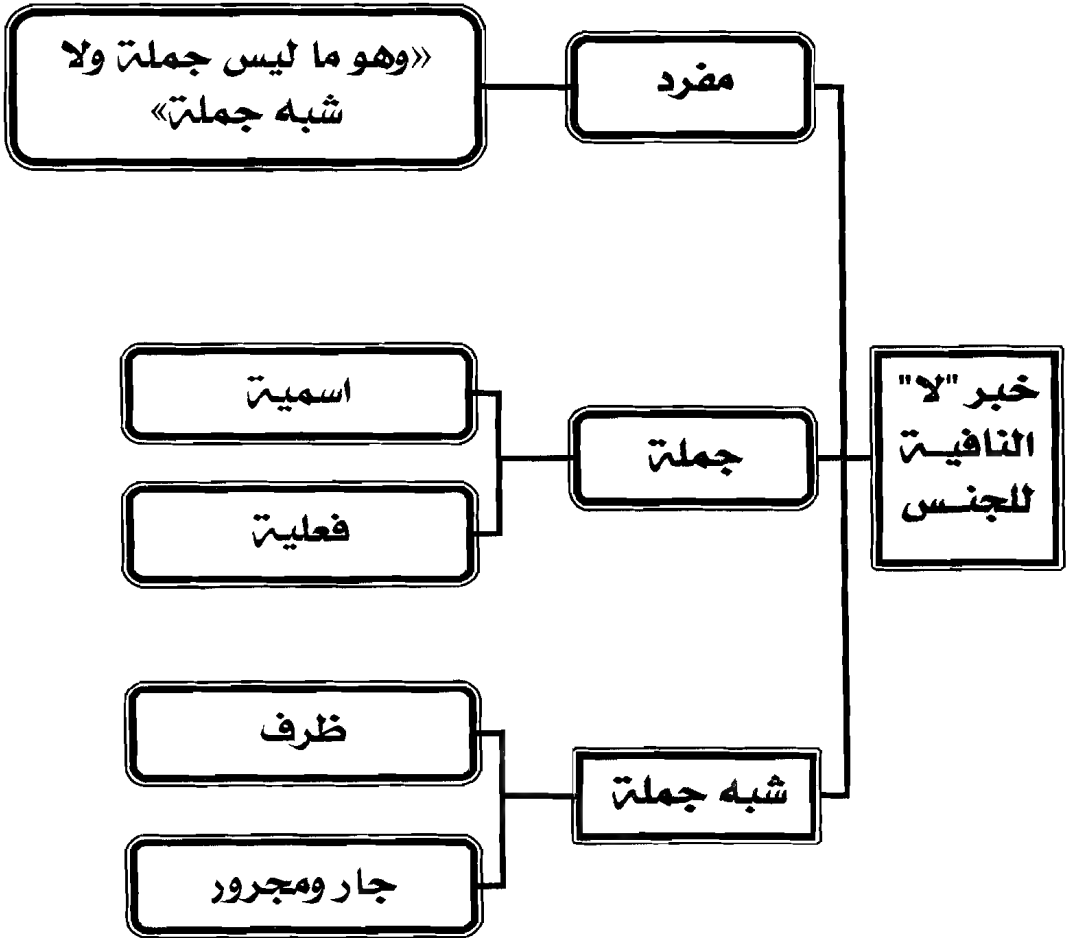 خبر "لا"
النافية
للجنس
مفرد
«وهو ما ليس جملة ولا
شبه جملة»
جملة
اسمية
فعلية
شبه جملة
ظرف
جار ومجرور